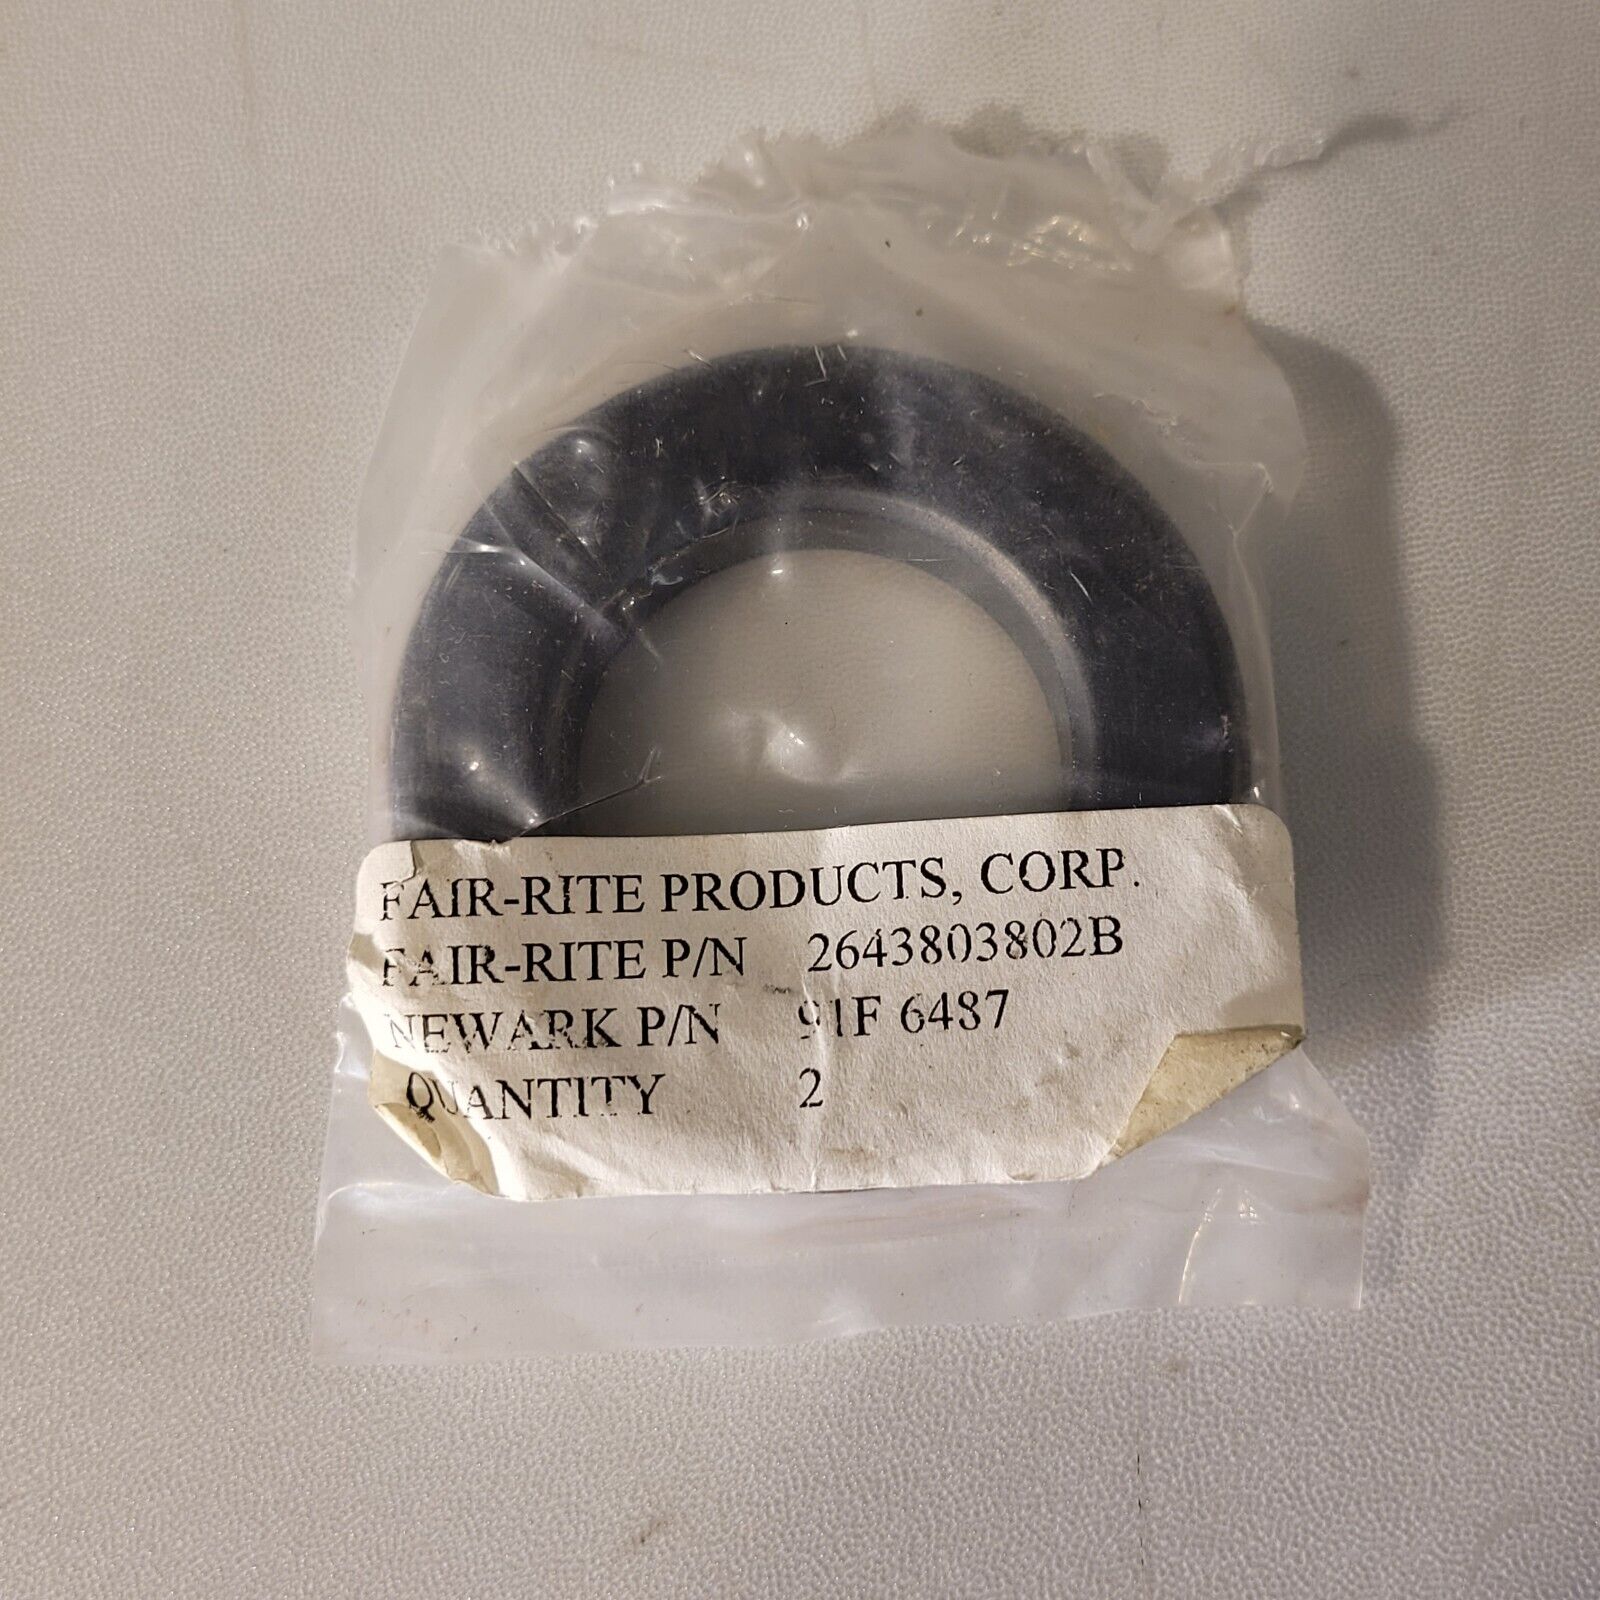 FAIR-RITE PRODUCTS, CORP.
FAIR-RITE P/N 2643803802B
NEWARK P/N 91F 6487
QUANTITY 2